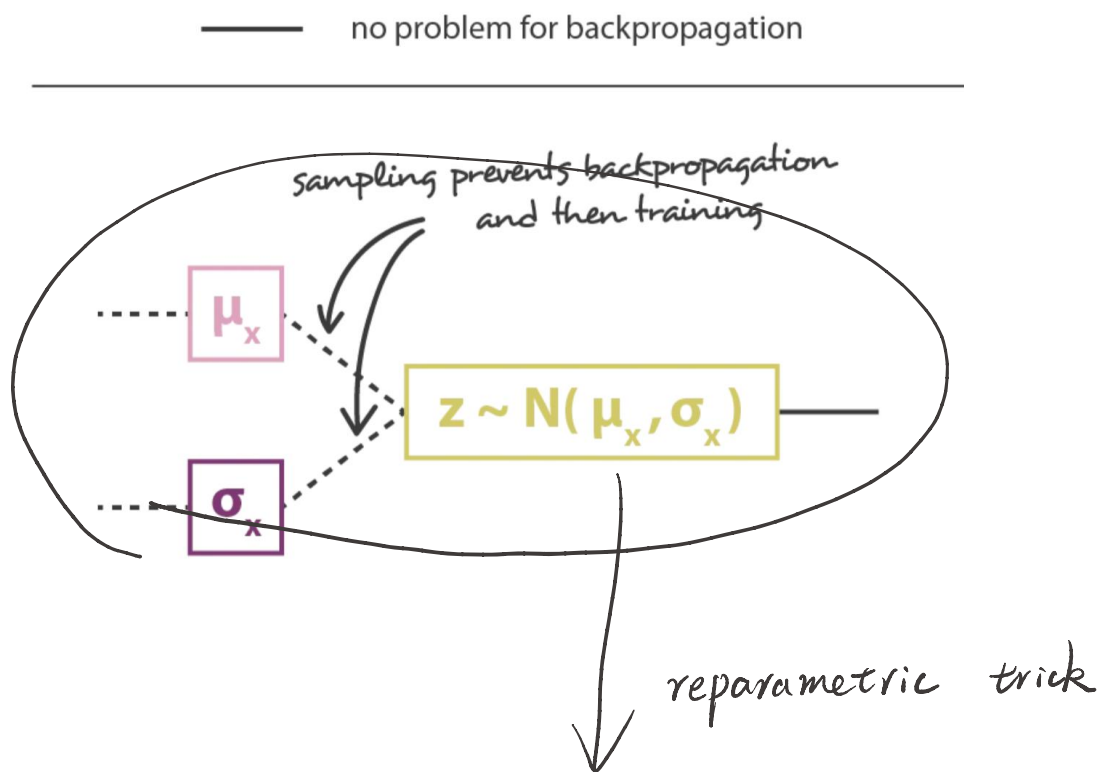 no problem for backpropagation
sampling prevents backpropagation
and then training
μx
z ~ N( μx , σx )
σx
reparametric trick